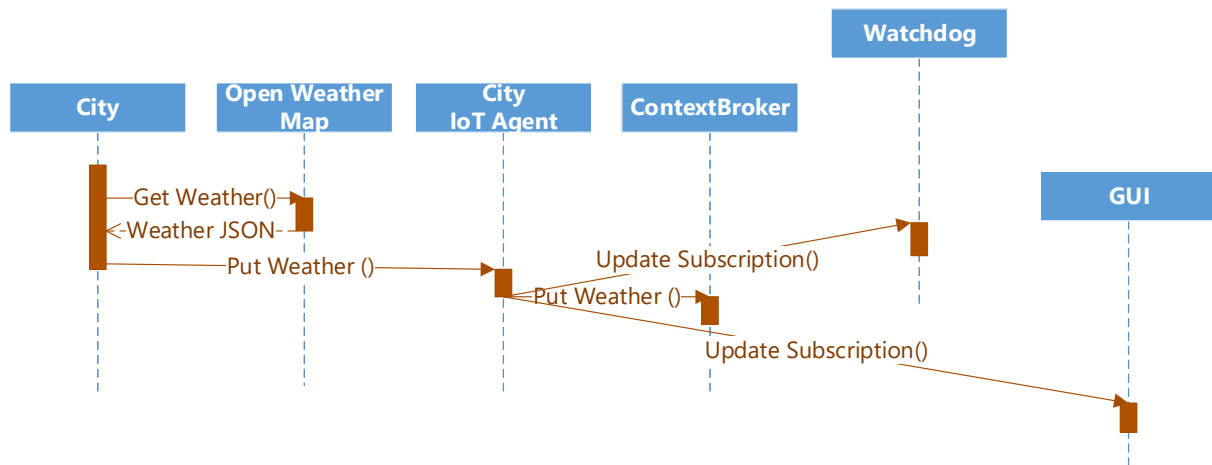 Watchdog
City
Open Weather
Map
City
IoT Agent
ContextBroker
GUI
Get Weather()
Weather JSON
Put Weather ()
Update Subscription()
Put Weather ()
Update Subscription()